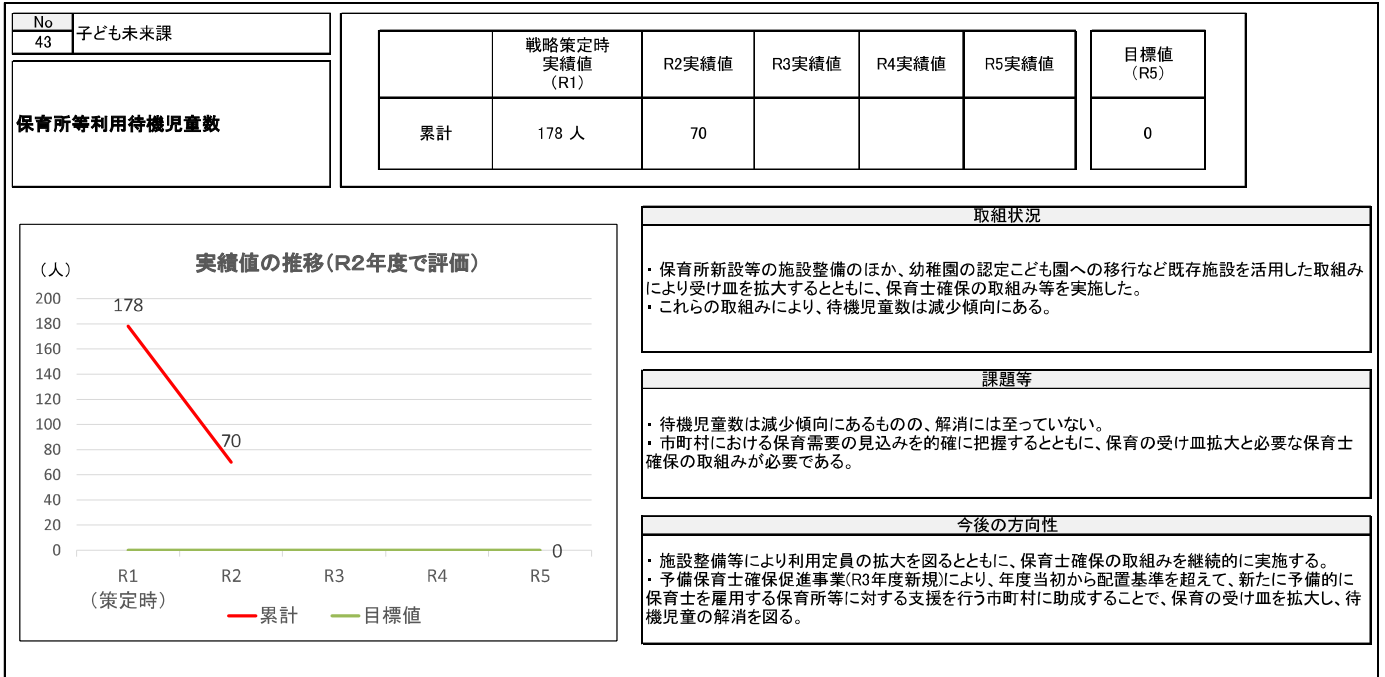 No
43
子ども未来課
保育所等利用待機児童数
戦略策定時
実績値
（R1）
R2実績値
R3実績値
R4実績値
R5実績値
目標値
（R5）
累計
178 人
70
0
実績値の推移（R２年度で評価）
（人）
200
180
160
140
120
100
80
60
40
20
0
178
70
0
R1
（策定時）
R2
R3
R4
R5
累計
目標値
取組状況
・ 保育所新設等の施設整備のほか、幼稚園の認定こども園への移行など既存施設を活用した取組み
により受け皿を拡大するとともに、保育士確保の取組み等を実施した。
・ これらの取組みにより、待機児童数は減少傾向にある。
課題等
・ 待機児童数は減少傾向にあるものの、解消には至っていない。
・ 市町村における保育需要の見込みを的確に把握するとともに、保育の受け皿拡大と必要な保育士
確保の取組みが必要である。
今後の方向性
・ 施設整備等により利用定員の拡大を図るとともに、保育士確保の取組みを継続的に実施する。
・ 予備保育士確保促進事業(R3年度新規)により、年度当初から配置基準を超えて、新たに予備的に
保育士を雇用する保育所等に対する支援を行う市町村に助成することで、保育の受け皿を拡大し、待
機児童の解消を図る。